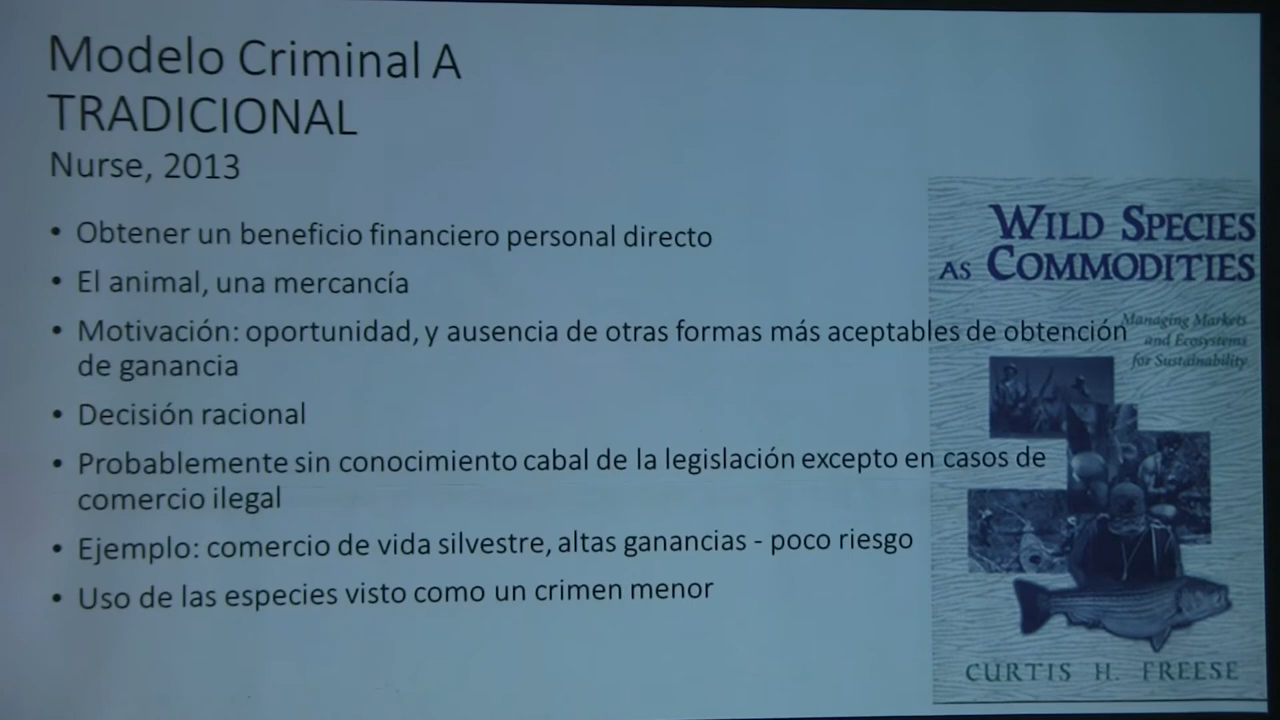 Modelo Criminal A
TRADICIONAL
Nurse, 2013
• Obtener un beneficio financiero personal directo
• El animal, una mercancía
• Motivación: oportunidad, y ausencia de otras formas más aceptables de obtención
de ganancia
• Decisión racional
• Probablemente sin conocimiento cabal de la legislación excepto en casos de
comercio ilegal
• Ejemplo: comercio de vida silvestre, altas ganancias - poco riesgo
• Uso de las especies visto como un crimen menor
WILD SPECIES
AS COMMODITIES
Managing Markets
and Ecosystems
for Sustainability
CURTIS H. FREESE